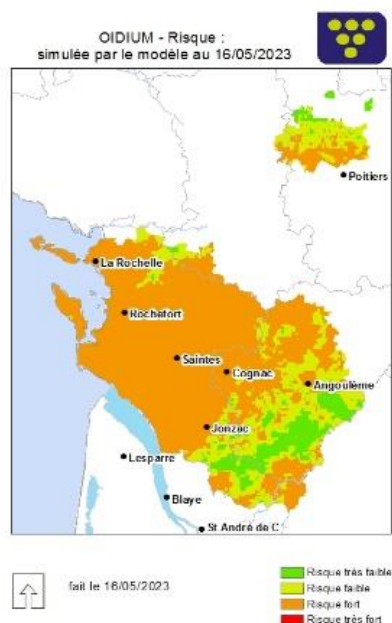 OIDIUM - Risque :
simulée par le modèle au 16/05/2023
Poitiers
La Rochelle
Rochefort
Saintes
Cognac
Angoulême
Jonzac
Lesparre
Blaye
St André de C
fait le 16/05/2023
Risque très faible
Risque faible
Risque fort
Risque très fort